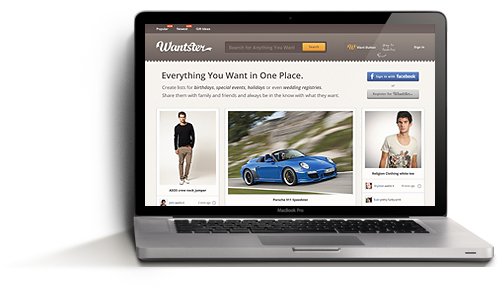 Popular Newest Gift Ideas
Wantster
Search for Anything You Want
Search
Want Button
Sign In
Everything You Want in One Place.
Create lists for birthdays, special events, holidays or even wedding registries.
Share them with family and friends and always be in the know with what they want.
Sign in with facebook
or
Register for Wantster
ASOS crew neck jumper
Porsche 911 Speedster
Religion Clothing white tee
MacBook Pro